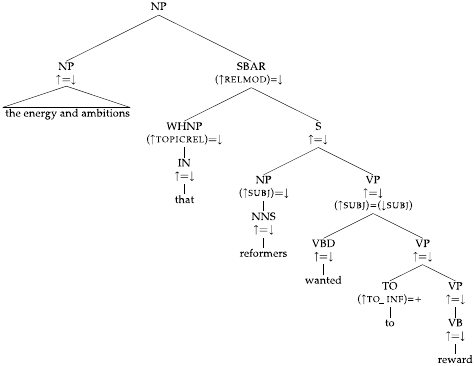 NP
NP SBAR
↑=↓ (↑RELMOD)=↓
the energy and ambitions WHNP S
(↑TOPICREL)=↓ ↑=↓
IN NP VP
↑=↓ (↑SUBJ)=↓ ↑=↓
(↑SUBJ)=(↓SUBJ)
that NNS
↑=↓
reformers VBD VP
↑=↓ ↑=↓
wanted TO VP
(↑TO_INF)=+ ↑=↓
to VB
↑=↓
reward